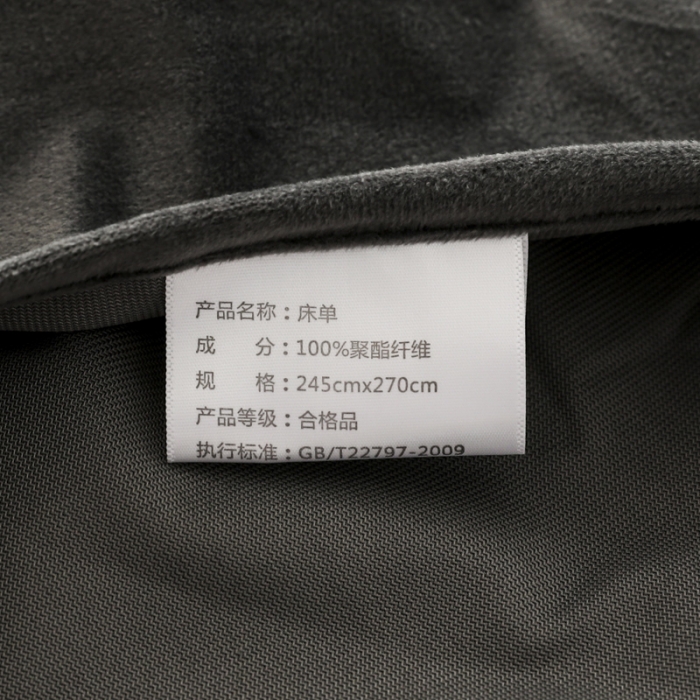 产品名称：床单
成 分：100%聚酯纤维
规 格：245cmx270cm
产品等级：合格品
执行标准：GB/T22797-2009